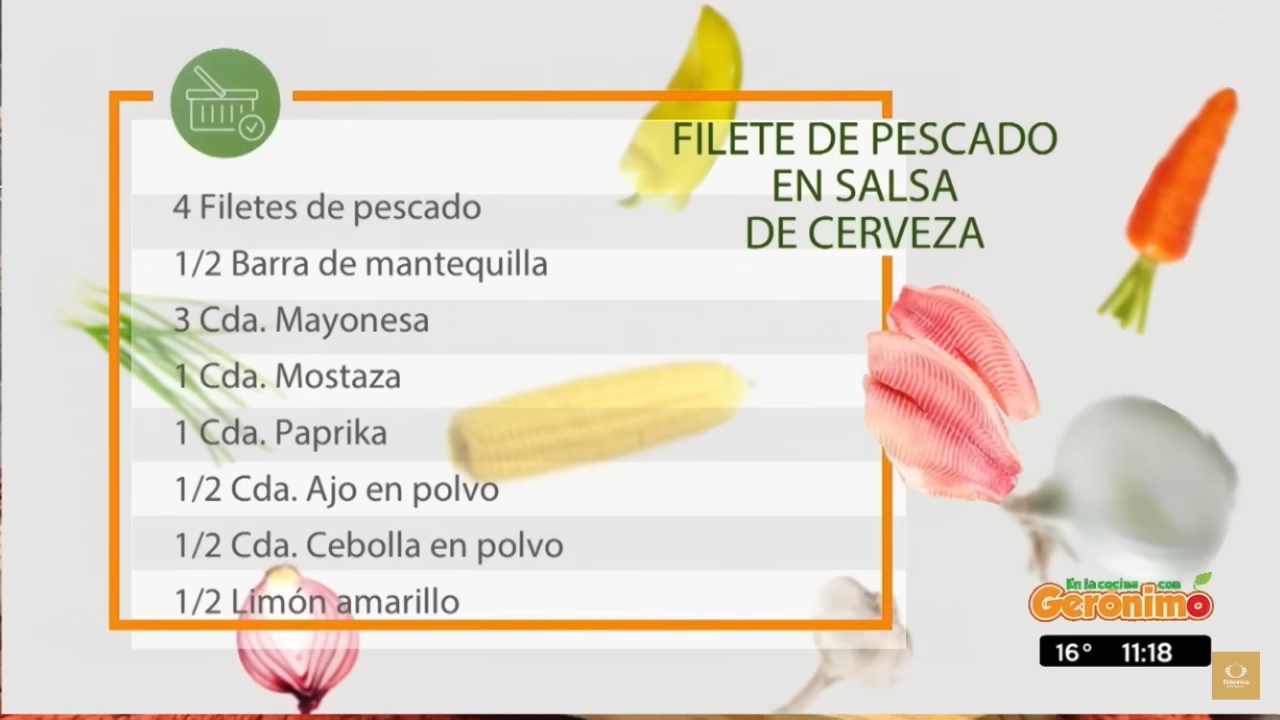 FILETE DE PESCADO
EN SALSA
DE CERVEZA
4 Filetes de pescado
1/2 Barra de mantequilla
3 Cda. Mayonesa
1 Cda. Mostaza
1 Cda. Paprika
1/2 Cda. Ajo en polvo
1/2 Cda. Cebolla en polvo
1/2 Limón amarillo
En la cocina con
Geronimo
16° 11:18
Televisa